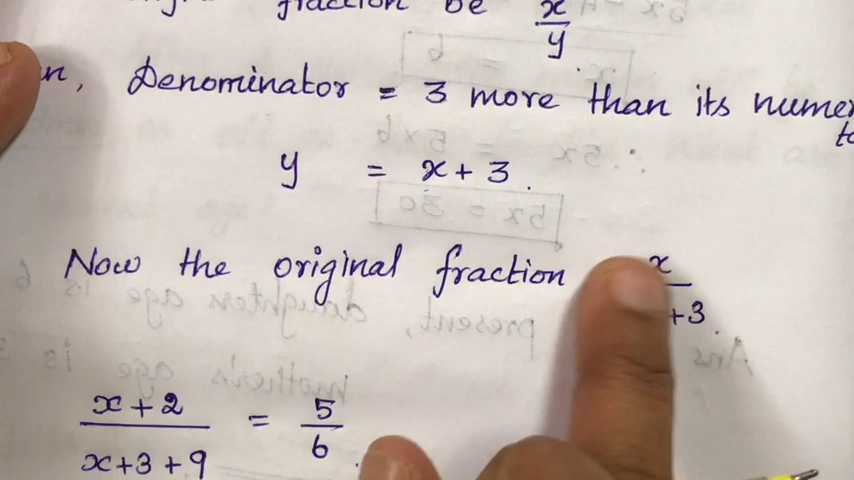 fraction be x/y
Denominator = 3 more than its numer
to
y = x + 3.
Now the original fraction x
+3.
x+2 / x+3+9 = 5/6.